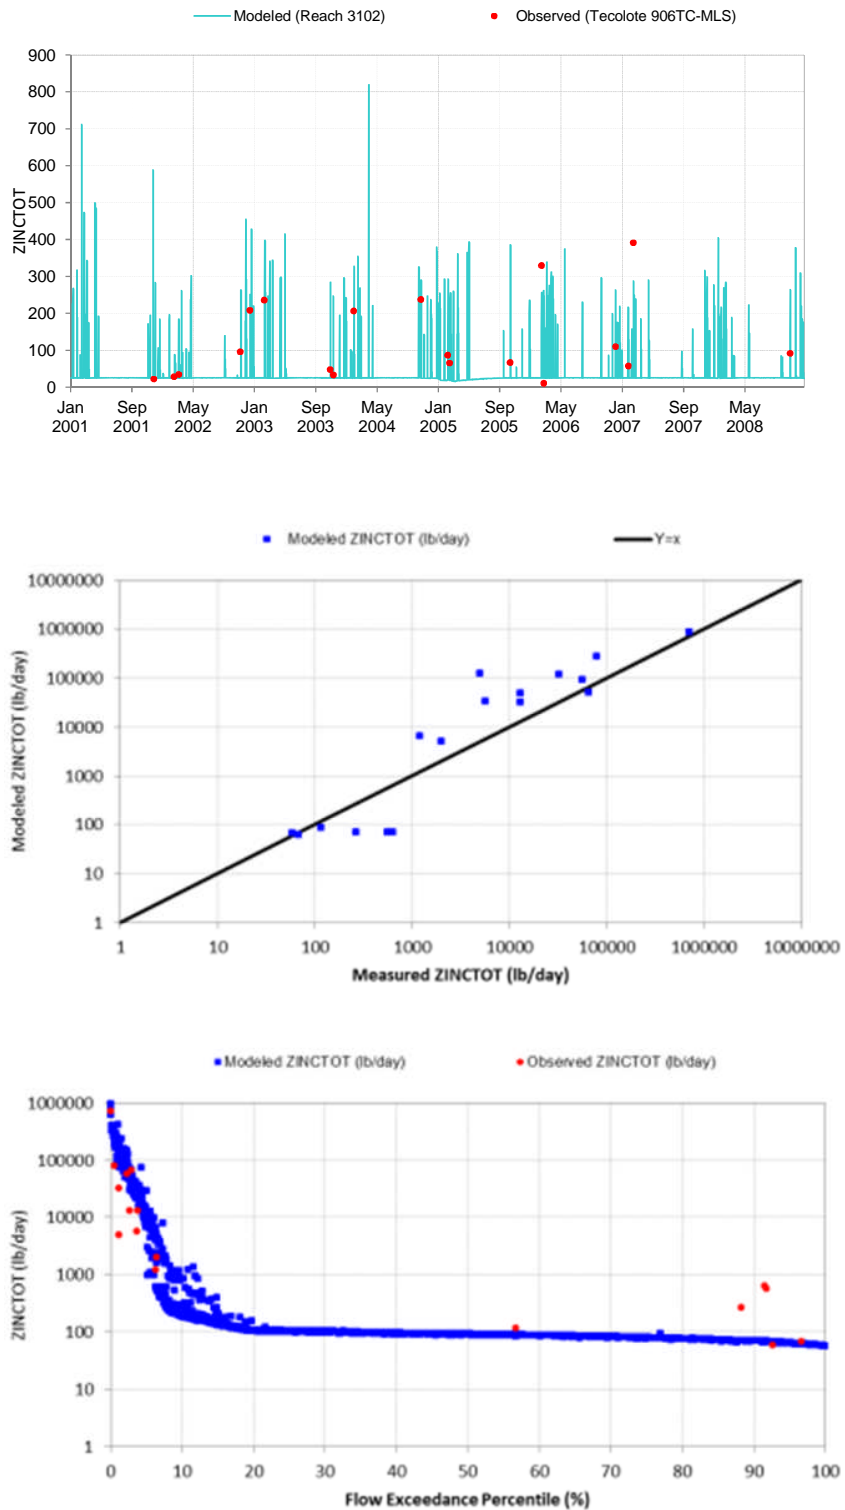 Modeled (Reach 3102) Observed (Tecolote 906TC-MLS)
900
800
700
600
500
400
300
200
100
0
ZINCTOT
Jan Sep May Jan Sep May Jan Sep May Jan Sep May
2001 2001 2002 2003 2003 2004 2005 2005 2006 2007 2007 2008
Modeled ZINCTOT (lb/day) Y=x
10000000
1000000
100000
10000
1000
100
10
1
Modeled ZINCTOT (lb/day)
1 10 100 1000 10000 100000 1000000 10000000
Measured ZINCTOT (lb/day)
Modeled ZINCTOT (lb/day) Observed ZINCTOT (lb/day)
1000000
100000
10000
1000
100
10
1
ZINCTOT (lb/day)
0 10 20 30 40 50 60 70 80 90 100
Flow Exceedance Percentile (%)